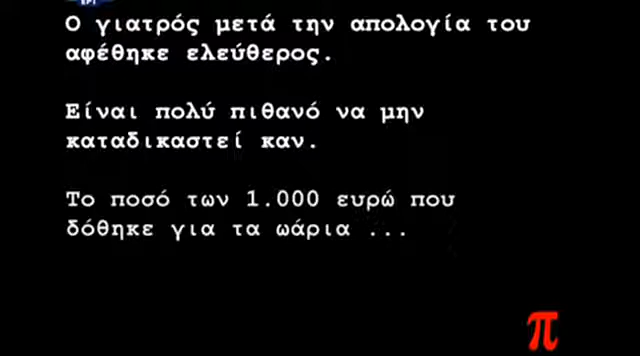 ΕΡΤ
Ο γιατρός μετά την απολογία του
αφέθηκε ελεύθερος.
Είναι πολύ πιθανό να μην
καταδικαστεί καν.
Το ποσό των 1.000 ευρώ που
δόθηκε για τα ωάρια ...
π